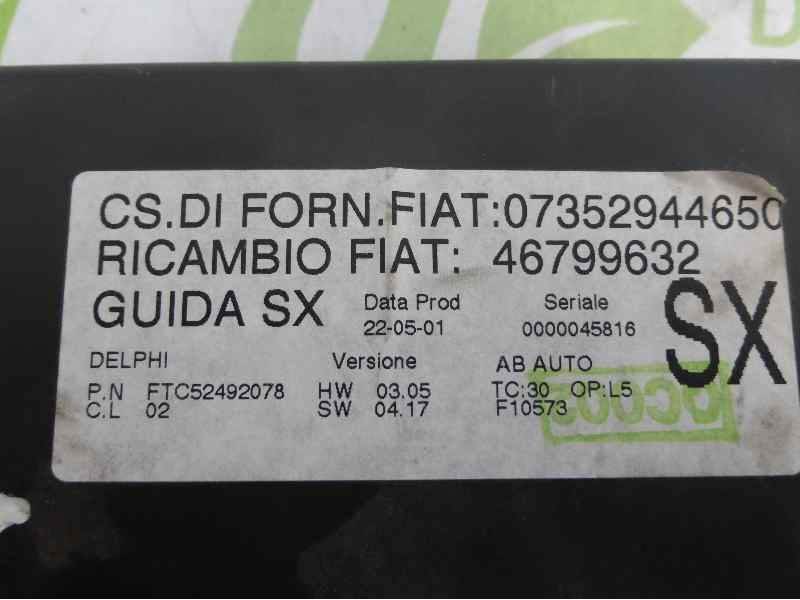 CS.DI FORN.FIAT:07352944650
RICAMBIO FIAT: 46799632
GUIDA SX Data Prod 22-05-01 Seriale 0000045816 SX
DELPHI Versione AB AUTO
P.N FTC52492078 HW 03.05 TC:30 OP:L5
C.L 02 SW 04.17 F10573